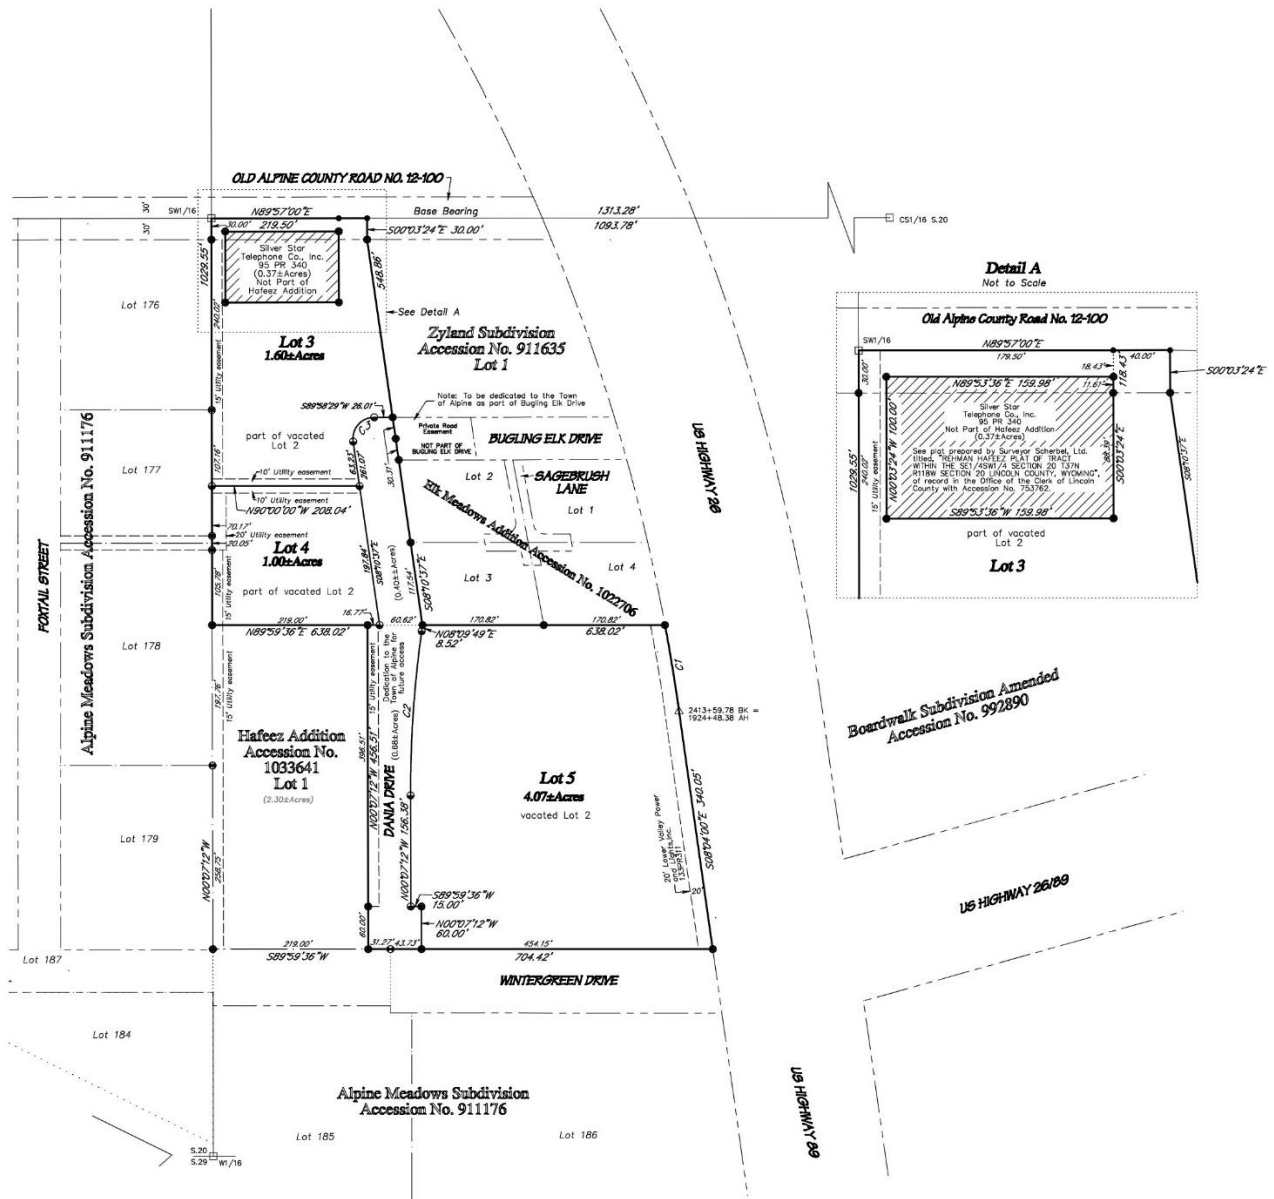 OLD ALPINE COUNTY ROAD NO. 12-100
SW1/16
30'
30'
N89°57'00"E
219.50'
30.00'
Base Bearing
S00°03'24"E 30.00'
1313.28'
1093.78'
CS1/16 S.20
Silver Star
Telephone Co., Inc.
95 PR 340
(0.37±Acres)
Not Part of
Hafeez Addition
1029.55'
240.02'
548.86'
See Detail A
Lot 176
Lot 3
1.60±Acres
15' Utility easement
Zyland Subdivision
Accession No. 911635
Lot 1
S89°58'29"W 26.01'
Note: To be dedicated to the Town
of Alpine as part of Bugling Elk Drive
C3
Private Road
Easement
NOT PART OF
BUGLING ELK DRIVE
BUGLING ELK DRIVE
part of vacated
Lot 2
Lot 177
107.16'
63.23'
261.07'
50.31'
10' Utility easement
10' Utility easement
N90°00'00"W 208.04'
Lot 2
SAGEBRUSH
LANE
Lot 1
Elk Meadows Addition Accession No. 1022706
70.17'
20' Utility easement
20.05'
Lot 4
1.00±Acres
part of vacated Lot 2
105.78'
15' Utility easement
197.84'
S08°10'37"E
(0.40±±Acres)
117.54'
S08°10'37"E
Lot 3
Lot 4
FOXTAIL STREET
Alpine Meadows Subdivision Accession No. 911176
Lot 178
219.00'
N89°59'36"E 638.02'
16.77'
60.62'
N08°09'49"E
8.52'
170.82'
170.82'
638.02'
C1
197.76'
15' Utility easement
Hafeez Addition
Accession No.
1033641
Lot 1
(2.30±Acres)
396.51'
N00°07'12"W 456.51'
15' Utility easement
DANIA DRIVE
(0.68±Acres)
Dedication to the
Town of Alpine for
future access
C2
N00°07'12"W 156.38'
2413+59.78 BK =
1924+48.38 AH
Lot 5
4.07±Acres
vacated Lot 2
20' Lower Valley Power
and Lights,Inc.
133PR311
S08°04'00"E 340.05'
20'
Lot 179
N00°07'12"W
258.75'
S89°59'36"W
15.00'
N00°07'12"W
60.00'
60.00'
219.00'
S89°59'36"W
31.27'
43.73'
454.15'
704.42'
WINTERGREEN DRIVE
Lot 187
Lot 184
Alpine Meadows Subdivision
Accession No. 911176
Lot 185
Lot 186
S.20
S.29
W1/16
US HIGHWAY 26
Boardwalk Subdivision Amended
Accession No. 992890
US HIGHWAY 26/89
US HIGHWAY 89
Detail A
Not to Scale
Old Alpine County Road No. 12-100
SW1/16
N89°57'00"E
179.50'
40.00'
30.00'
18.43'
118.43'
S00°03'24"E
N89°53'36"E 159.98'
11.61'
Silver Star
Telephone Co., Inc.
95 PR 340
Not Part of Hafeez Addition
(0.37±Acres)
See plat prepared by Surveyor Scherbel, Ltd.
titled, "REHMAN HAFEEZ PLAT OF TRACT
WITHIN THE SE1/4SW1/4 SECTION 20 T37N
R118W SECTION 20 LINCOLN COUNTY, WYOMING",
of record in the Office of the Clerk of Lincoln
County with Accession No. 753762.
N00°03'24"W 100.00'
88.39'
S00°03'24"E
S08°10'37"E
1029.55'
240.02'
15' Utility easement
S89°53'36"W 159.98'
part of vacated
Lot 2
Lot 3